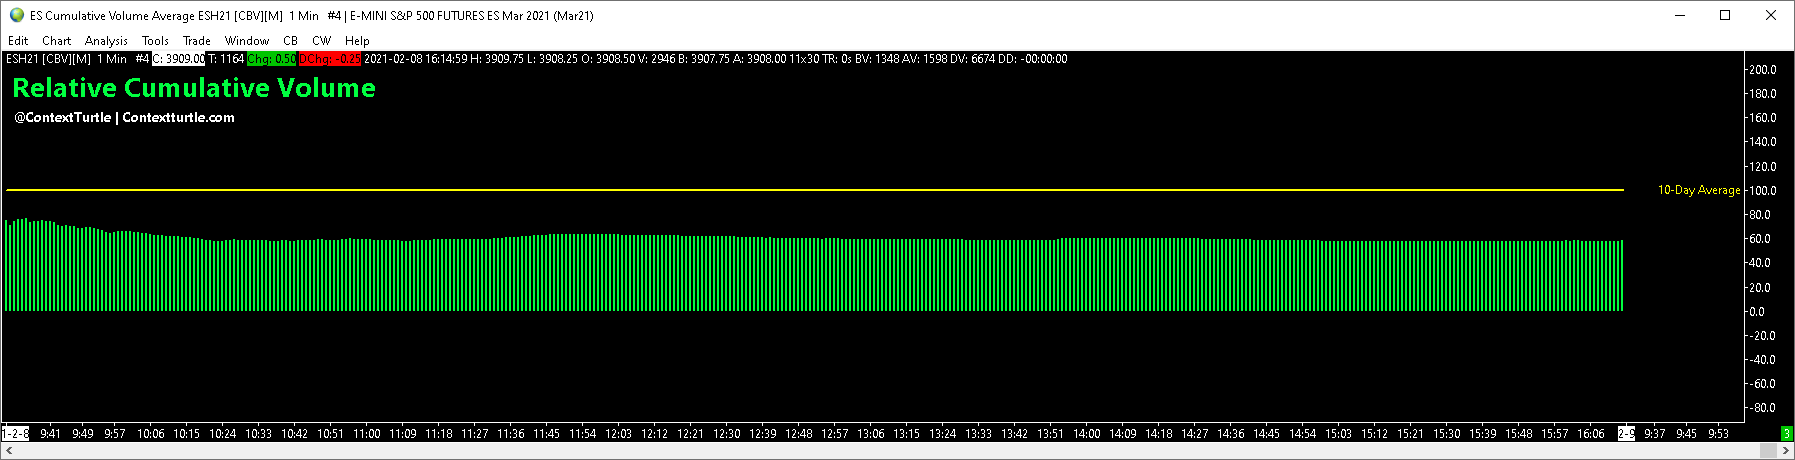 ES Cumulative Volume Average ESH21 [CBV][M]  1 Min   #4 | E-MINI S&P 500 FUTURES ES Mar 2021 (Mar21)
Edit Chart Analysis Tools Trade Window CB CW Help
ESH21 [CBV][M]  1 Min   #4 C: 3909.00 T: 1164 Chg: 0.50 DChg: -0.25 2021-02-08 16:14:59 H: 3909.75 L: 3908.25 O: 3908.50 V: 2946 B: 3907.75 A: 3908.00 11x30 TR: 0s BV: 1348 AV: 1598 DV: 6674 DD: -00:00:00
Relative Cumulative Volume
@ContextTurtle | Contextturtle.com
200.0
180.0
160.0
140.0
120.0
10-Day Average 100.0
80.0
60.0
40.0
20.0
0.0
-20.0
-40.0
-60.0
-80.0
1-2-8 9:41 9:49 9:57 10:06 10:15 10:24 10:33 10:42 10:51 11:00 11:09 11:18 11:27 11:36 11:45 11:54 12:03 12:12 12:21 12:30 12:39 12:48 12:57 13:06 13:15 13:24 13:33 13:42 13:51 14:00 14:09 14:18 14:27 14:36 14:45 14:54 15:03 15:12 15:21 15:30 15:39 15:48 15:57 16:06 2-9 9:37 9:45 9:53 3